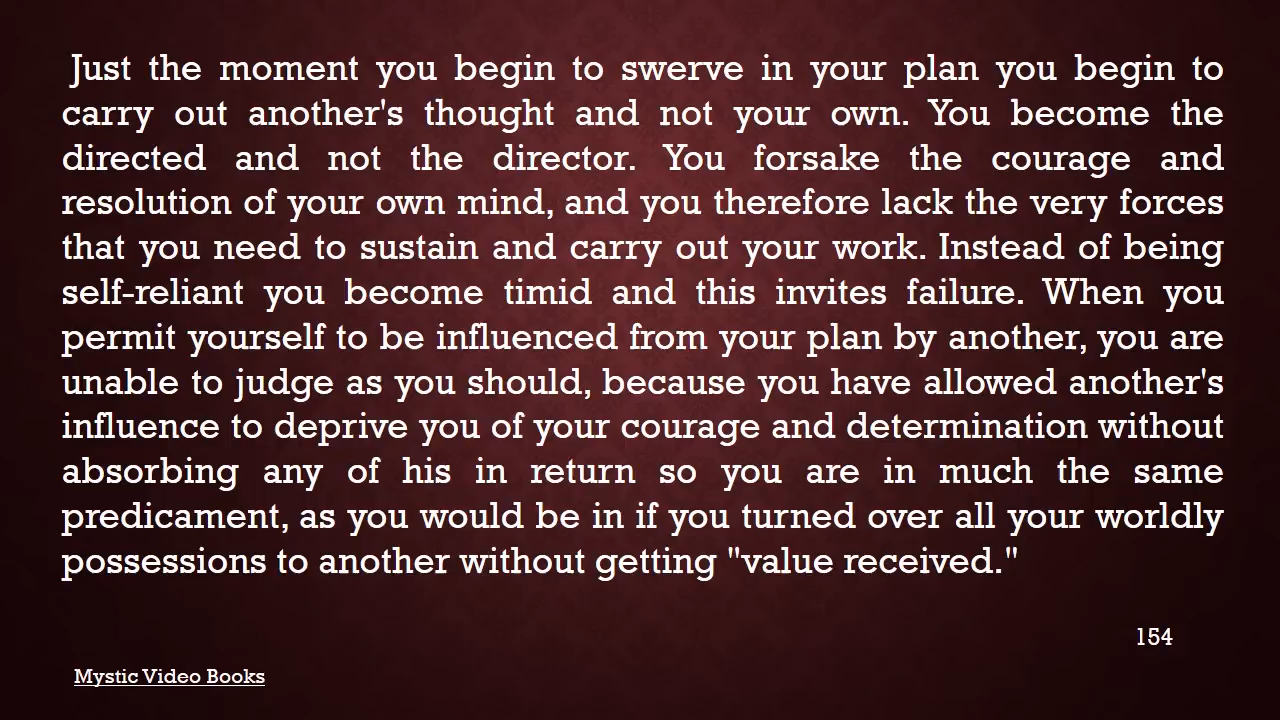 Just the moment you begin to swerve in your plan you begin to
carry out another's thought and not your own. You become the
directed and not the director. You forsake the courage and
resolution of your own mind, and you therefore lack the very forces
that you need to sustain and carry out your work. Instead of being
self-reliant you become timid and this invites failure. When you
permit yourself to be influenced from your plan by another, you are
unable to judge as you should, because you have allowed another's
influence to deprive you of your courage and determination without
absorbing any of his in return so you are in much the same
predicament, as you would be in if you turned over all your worldly
possessions to another without getting "value received."
154
Mystic Video Books